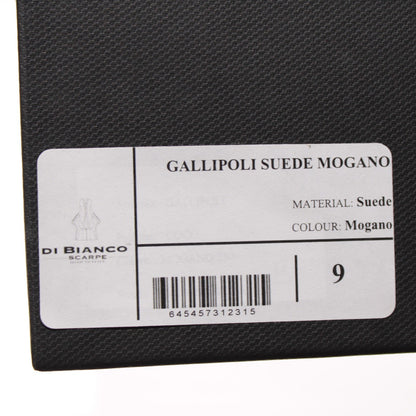 GALLIPOLI SUEDE MOGANO
MATERIAL: Suede
COLOUR: Mogano
DI BIANCO
SCARPE
9
645457312315